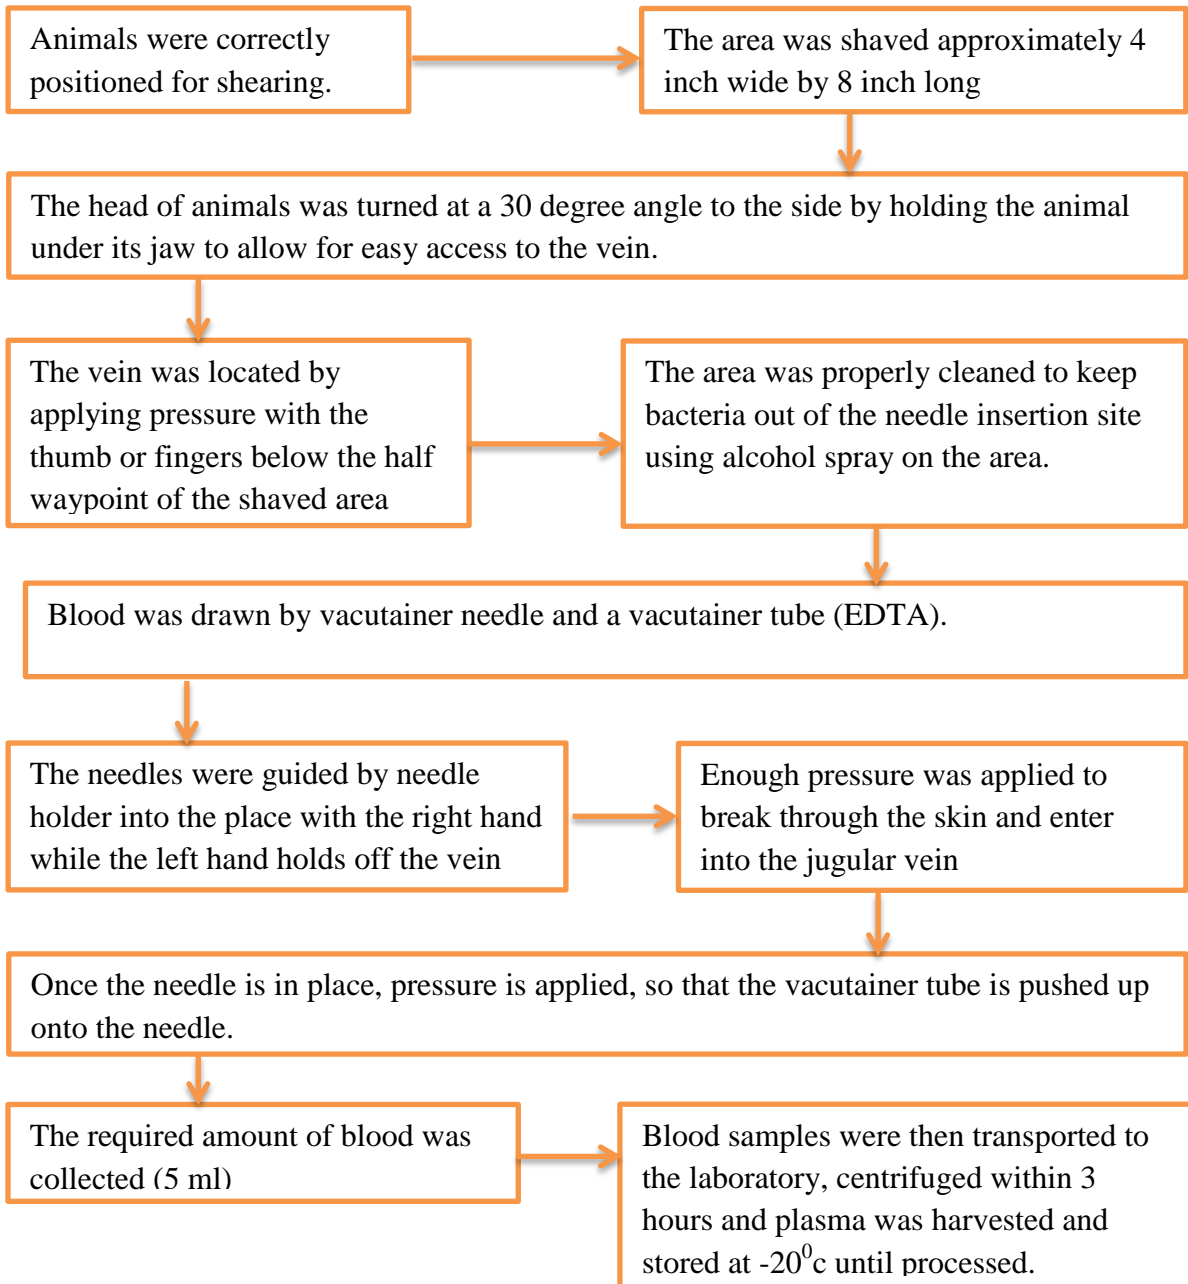 Animals were correctly
positioned for shearing.
The area was shaved approximately 4
inch wide by 8 inch long
The head of animals was turned at a 30 degree angle to the side by holding the animal
under its jaw to allow for easy access to the vein.
The vein was located by
applying pressure with the
thumb or fingers below the half
waypoint of the shaved area
The area was properly cleaned to keep
bacteria out of the needle insertion site
using alcohol spray on the area.
Blood was drawn by vacutainer needle and a vacutainer tube (EDTA).
The needles were guided by needle
holder into the place with the right hand
while the left hand holds off the vein
Enough pressure was applied to
break through the skin and enter
into the jugular vein
Once the needle is in place, pressure is applied, so that the vacutainer tube is pushed up
onto the needle.
The required amount of blood was
collected (5 ml)
Blood samples were then transported to
the laboratory, centrifuged within 3
hours and plasma was harvested and
stored at -20⁰c until processed.